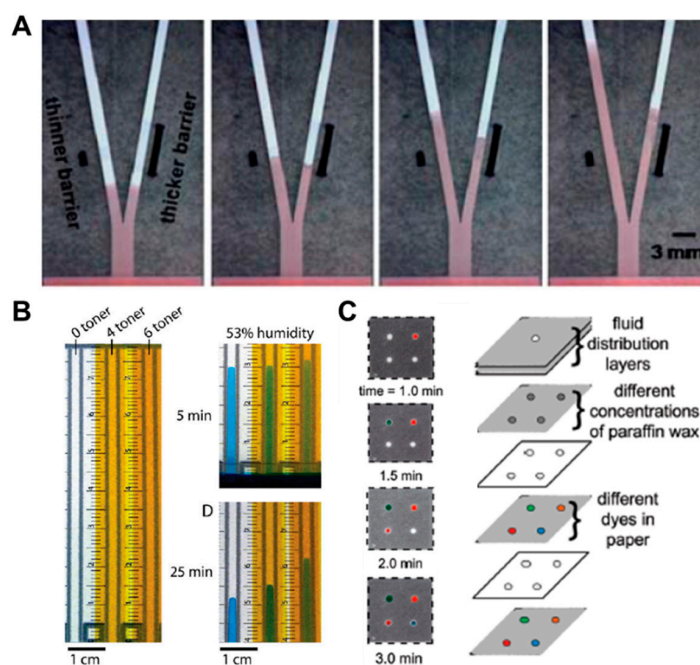 A
thinner barrier
thicker barrier
3 mm
B
0 toner
4 toner
6 toner
53% humidity
5 min
D
25 min
1 cm
1 cm
C
time = 1.0 min
1.5 min
2.0 min
3.0 min
fluid
distribution
layers
different
concentrations
of paraffin wax
different
dyes in
paper